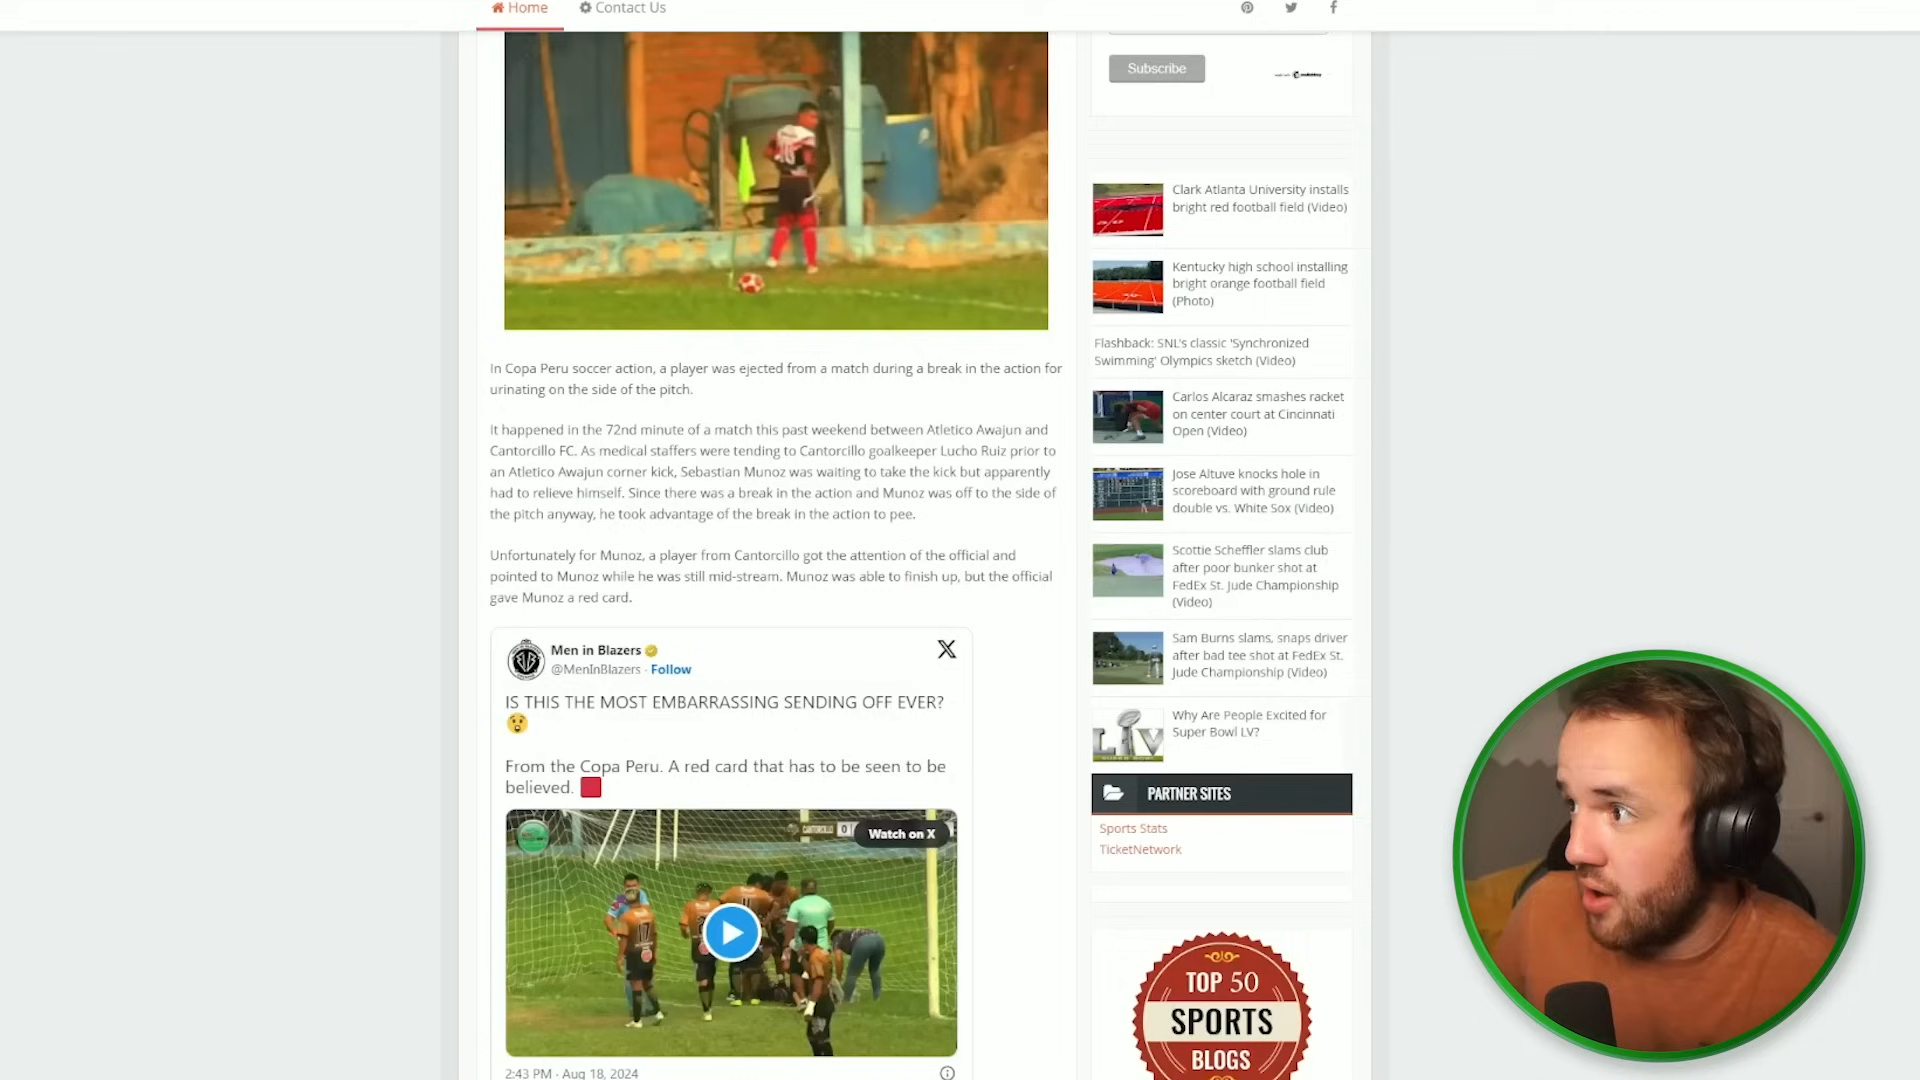 Home
Contact Us
In Copa Peru soccer action, a player was ejected from a match during a break in the action for
urinating on the side of the pitch.
It happened in the 72nd minute of a match this past weekend between Atletico Awajun and
Cantorcillo FC. As medical staffers were tending to Cantorcillo goalkeeper Lucho Ruiz prior to
an Atletico Awajun corner kick, Sebastian Munoz was waiting to take the kick but apparently
had to relieve himself. Since there was a break in the action and Munoz was off to the side of
the pitch anyway, he took advantage of the break in the action to pee.
Unfortunately for Munoz, a player from Cantorcillo got the attention of the official and
pointed to Munoz while he was still mid-stream. Munoz was able to finish up, but the official
gave Munoz a red card.
Men in Blazers
@MenInBlazers · Follow
IS THIS THE MOST EMBARRASSING SENDING OFF EVER?
😲
From the Copa Peru. A red card that has to be seen to be
believed. 🟥
CANTORCILLO 0
Watch on X
17
2:43 PM · Aug 18, 2024
Subscribe
Clark Atlanta University installs
bright red football field (Video)
Kentucky high school installing
bright orange football field
(Photo)
Flashback: SNL's classic 'Synchronized
Swimming' Olympics sketch (Video)
Carlos Alcaraz smashes racket
on center court at Cincinnati
Open (Video)
Jose Altuve knocks hole in
scoreboard with ground rule
double vs. White Sox (Video)
Scottie Scheffler slams club
after poor bunker shot at
FedEx St. Jude Championship
(Video)
Sam Burns slams, snaps driver
after bad tee shot at FedEx St.
Jude Championship (Video)
Why Are People Excited for
Super Bowl LV?
LIV
PARTNER SITES
Sports Stats
TicketNetwork
TOP 50
SPORTS
BLOGS